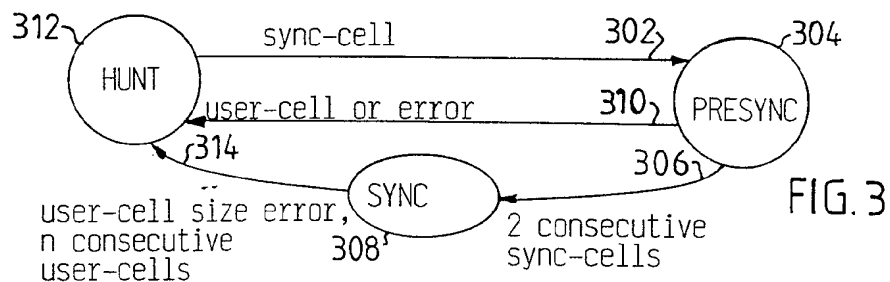 312
sync-cell
302
304
HUNT
user-cell or error
310
PRESYNC
314
306
SYNC
FIG. 3
user-cell size error,
n consecutive
user-cells
308
2 consecutive
sync-cells